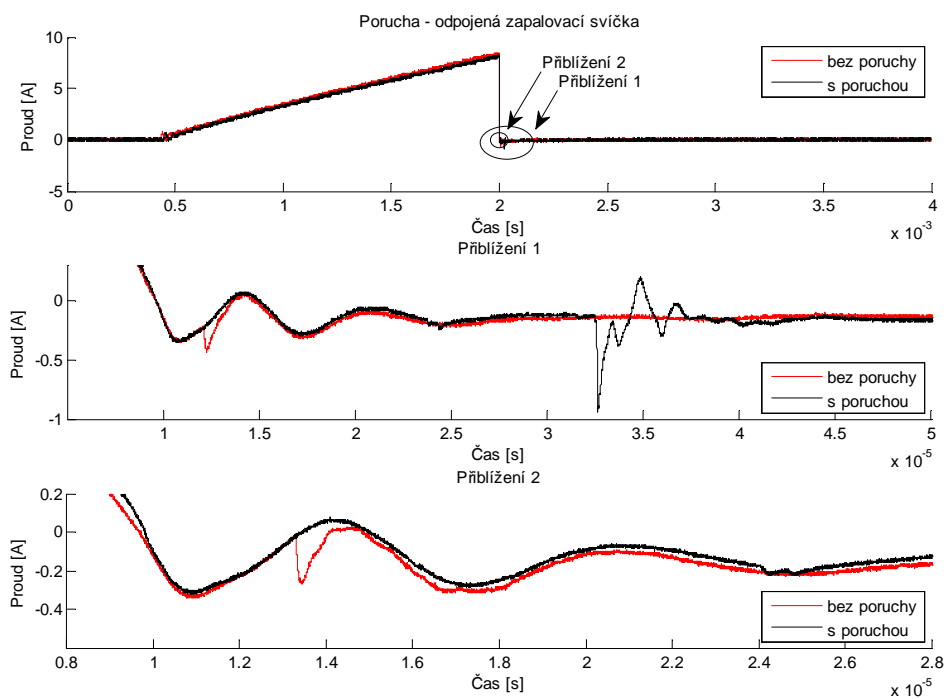 Porucha - odpojená zapalovací svíčka
10
5
0
-5
Proud [A]
Přiblížení 2
Přiblížení 1
bez poruchy
s poruchou
0 0.5 1 1.5 2 2.5 3 3.5 4
Čas [s]
x 10⁻³
Přiblížení 1
0
-0.5
-1
Proud [A]
bez poruchy
s poruchou
1 1.5 2 2.5 3 3.5 4 4.5 5
Čas [s]
x 10⁻⁵
Přiblížení 2
0.2
0
-0.2
-0.4
Proud [A]
bez poruchy
s poruchou
0.8 1 1.2 1.4 1.6 1.8 2 2.2 2.4 2.6 2.8
Čas [s]
x 10⁻⁵